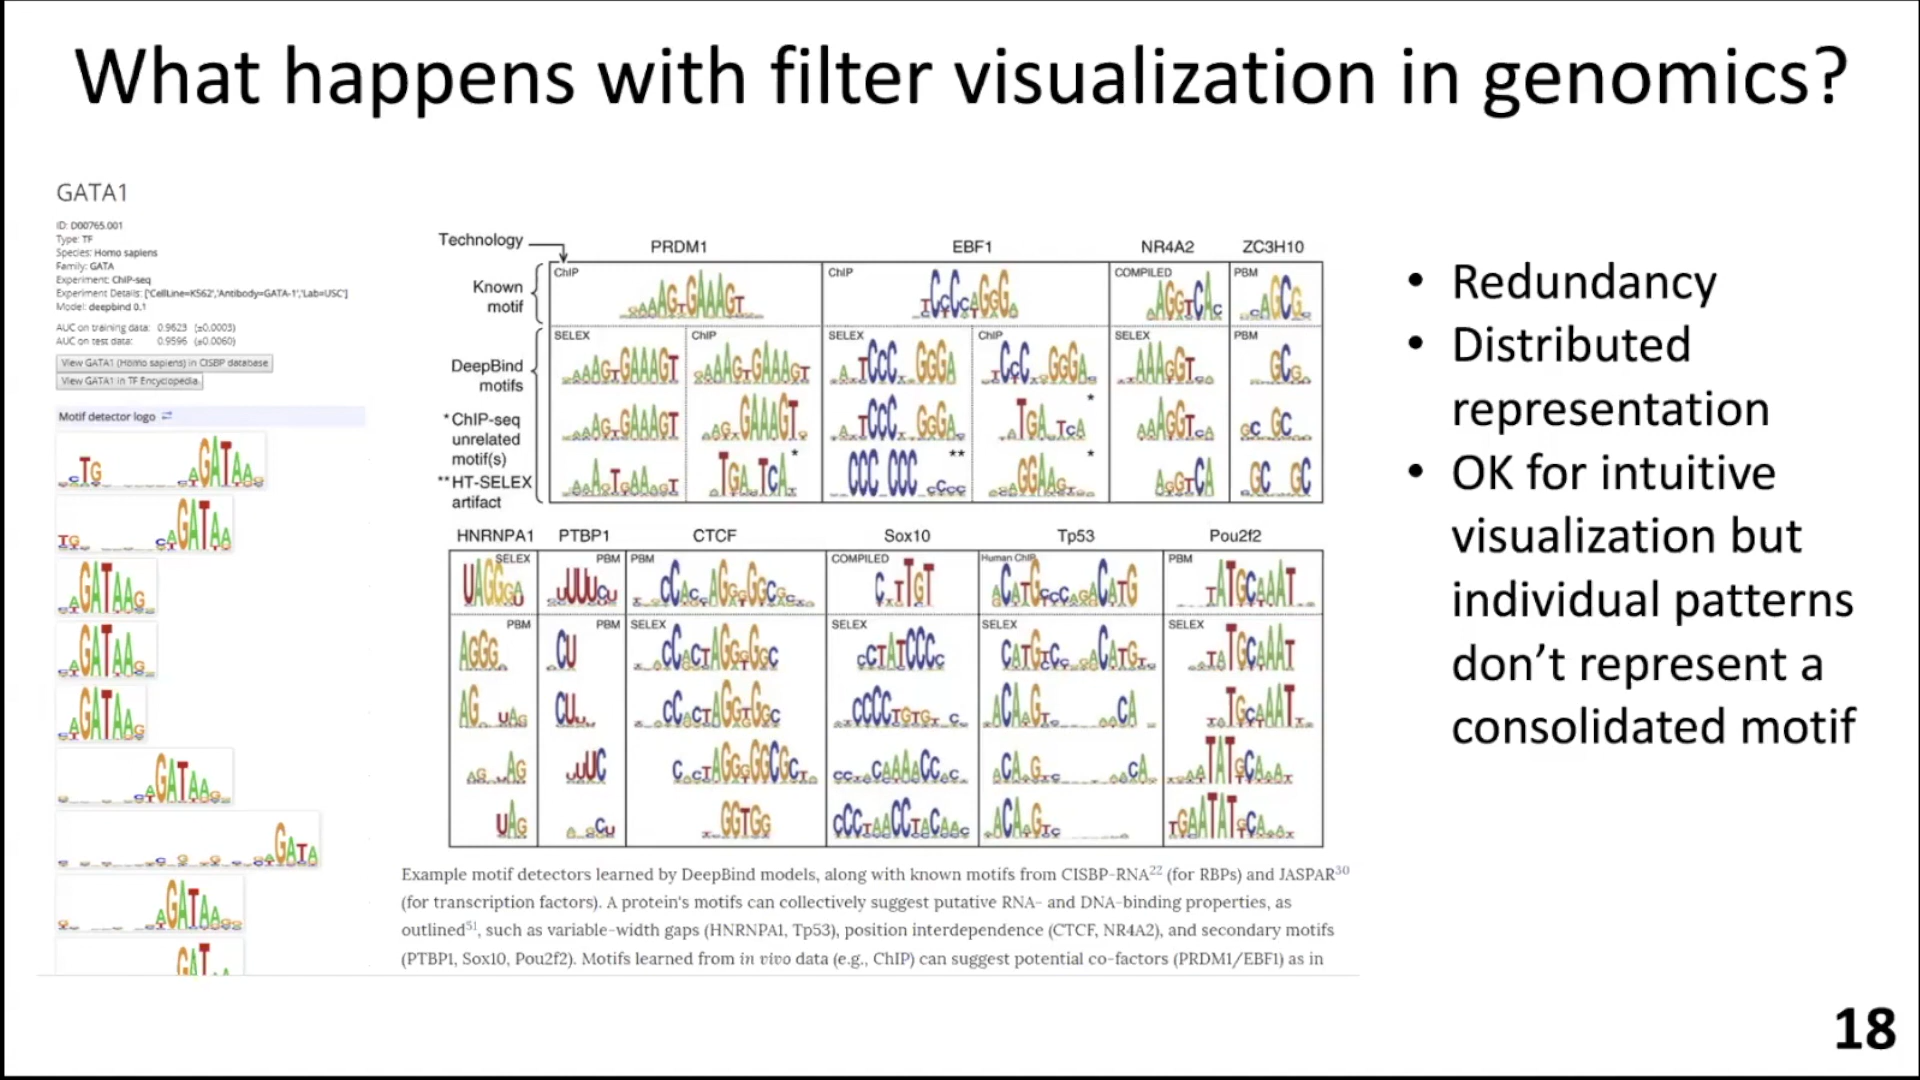 What happens with filter visualization in genomics?
GATA1
ID: D00765.001
Type: TF
Species: Homo sapiens
Family: GATA
Experiment: ChIP-seq
Experiment Details: ['CellLine=K562','Antibody=GATA-1','Lab=USC']
Model: deepbind 0.1
AUC on training data: 0.9623 (±0.0003)
AUC on test data: 0.9596 (±0.0060)
View GATA1 (Homo sapiens) in CISBP database
View GATA1 in TF Encyclopedia
Motif detector logo
Technology
PRDM1 EBF1 NR4A2 ZC3H10
Known
motif
ChIP ChIP COMPILED PBM
DeepBind
motifs
SELEX ChIP SELEX ChIP SELEX PBM
*ChIP-seq
unrelated
motif(s)
**HT-SELEX
artifact
* ** * *
HNRNPA1 PTBP1 CTCF Sox10 Tp53 Pou2f2
SELEX PBM PBM COMPILED Human ChIP PBM
PBM PBM SELEX SELEX SELEX SELEX
Example motif detectors learned by DeepBind models, along with known motifs from CISBP-RNA22 (for RBPs) and JASPAR30
(for transcription factors). A protein's motifs can collectively suggest putative RNA- and DNA-binding properties, as
outlined51, such as variable-width gaps (HNRNPA1, Tp53), position interdependence (CTCF, NR4A2), and secondary motifs
(PTBP1, Sox10, Pou2f2). Motifs learned from in vivo data (e.g., ChIP) can suggest potential co-factors (PRDM1/EBF1) as in
• Redundancy
• Distributed
representation
• OK for intuitive
visualization but
individual patterns
don't represent a
consolidated motif
18